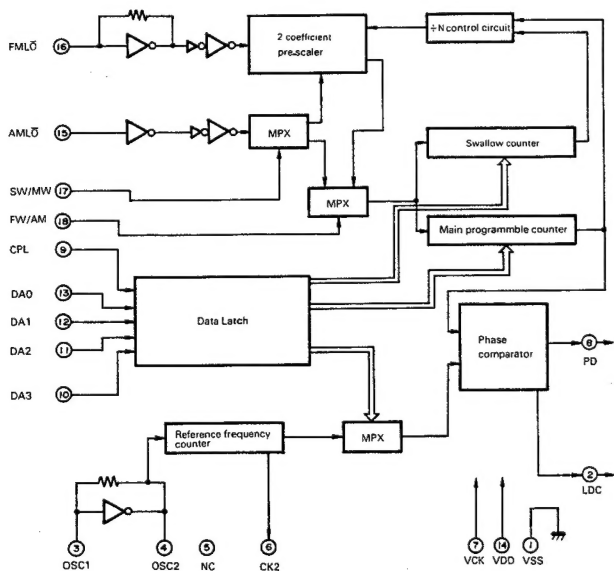 FMLO̅ 16
2 coefficient
pre.scaler
÷N control circuit
AMLO̅ 15
MPX
Swallow counter
SW/MW 17
FW/AM 18
MPX
CPL 9
Main programmble counter
DA0 13
DA1 12
DA2 11
DA3 10
Data Latch
Phase
comparator
8
PD
Reference frequency
counter
MPX
2
LDC
3
OSC1
4
OSC2
5
NC
6
CK2
7
VCK
14
VDD
1
VSS